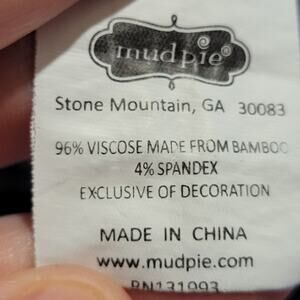 mudpie®
Stone Mountain, GA 30083
96% VISCOSE MADE FROM BAMBOO
4% SPANDEX
EXCLUSIVE OF DECORATION
MADE IN CHINA
www.mudpie.com
RN131993